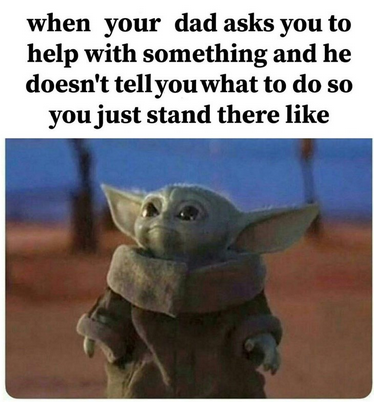 when your dad asks you to
help with something and he
doesn't tell you what to do so
you just stand there like